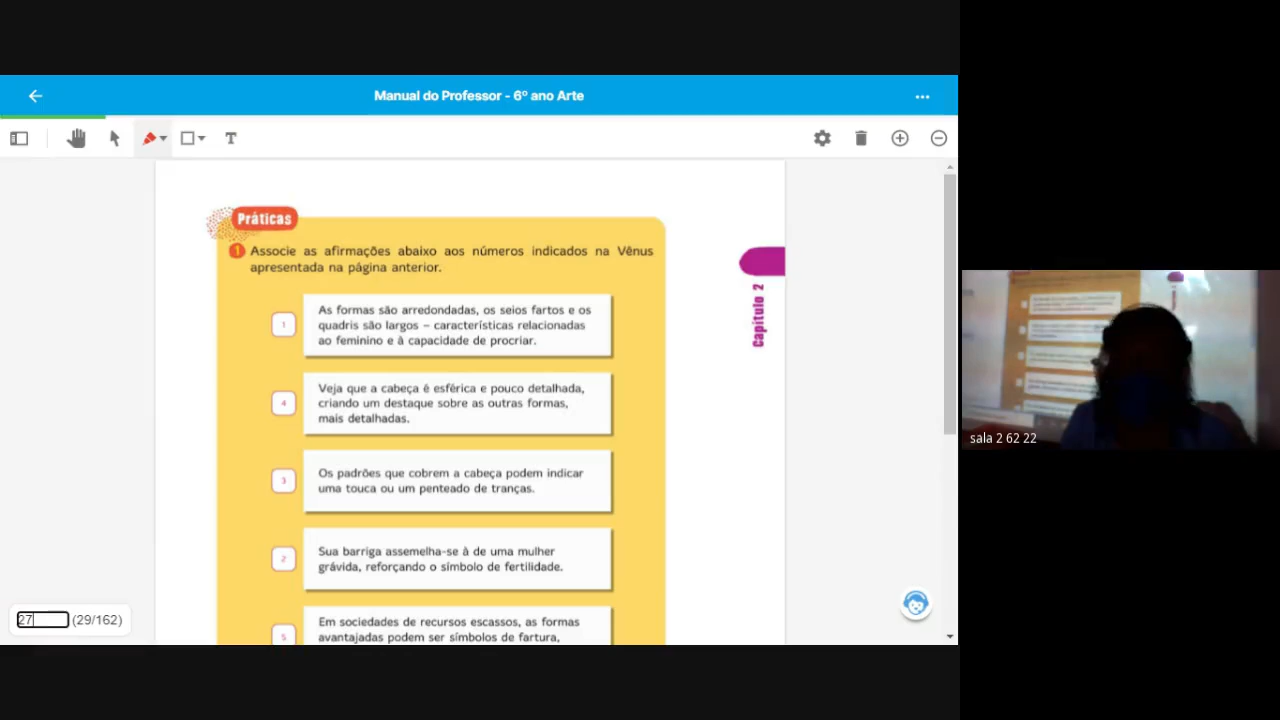 Manual do Professor - 6º ano Arte
T
Práticas
1 Associe as afirmações abaixo aos números indicados na Vênus
apresentada na página anterior.
1
As formas são arredondadas, os seios fartos e os
quadris são largos – características relacionadas
ao feminino e à capacidade de procriar.
4
Veja que a cabeça é esférica e pouco detalhada,
criando um destaque sobre as outras formas,
mais detalhadas.
3
Os padrões que cobrem a cabeça podem indicar
uma touca ou um penteado de tranças.
2
Sua barriga assemelha-se à de uma mulher
grávida, reforçando o símbolo de fertilidade.
5
Em sociedades de recursos escassos, as formas
avantajadas podem ser símbolos de fartura,
Capítulo 2
27 (29/162)
sala 2 62 22